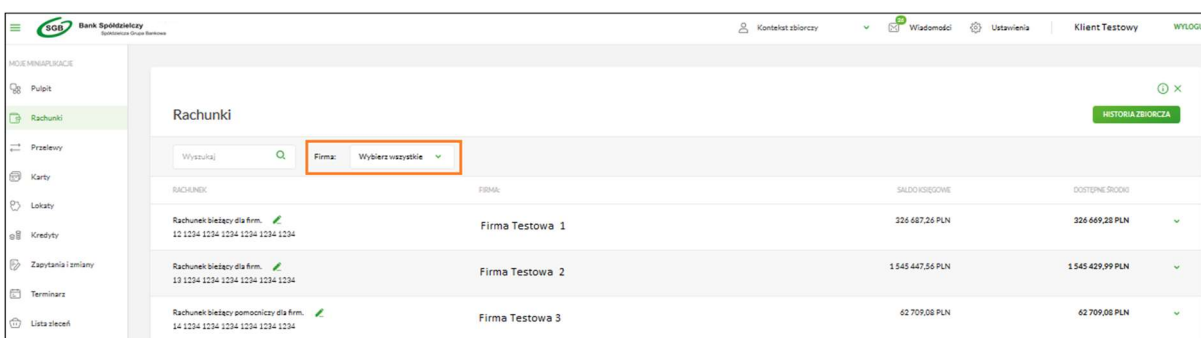 SGB Bank Spółdzielczy
Spółdzielcza Grupa Bankowa
Kontekst zbiorczy
Wiadomości
Ustawienia
Klient Testowy
WYLOGU
MOJE MINIAPLIKACJE
Pulpit
Rachunki
Przelewy
Karty
Lokaty
Kredyty
Zapytania i zmiany
Terminarz
Lista zleceń
Rachunki
HISTORIA ZBIORCZA
Wyszukaj
Firma: Wybierz wszystkie
RACHUNEK FIRMA: SALDO KSIĘGOWE DOSTĘPNE ŚRODKI
Rachunek bieżący dla firm.
12 1234 1234 1234 1234 1234 1234
Firma Testowa 1 326 687,26 PLN 326 669,28 PLN
Rachunek bieżący dla firm.
13 1234 1234 1234 1234 1234 1234
Firma Testowa 2 1 545 447,56 PLN 1 545 429,99 PLN
Rachunek bieżący pomocniczy dla firm.
14 1234 1234 1234 1234 1234 1234
Firma Testowa 3 62 709,08 PLN 62 709,08 PLN